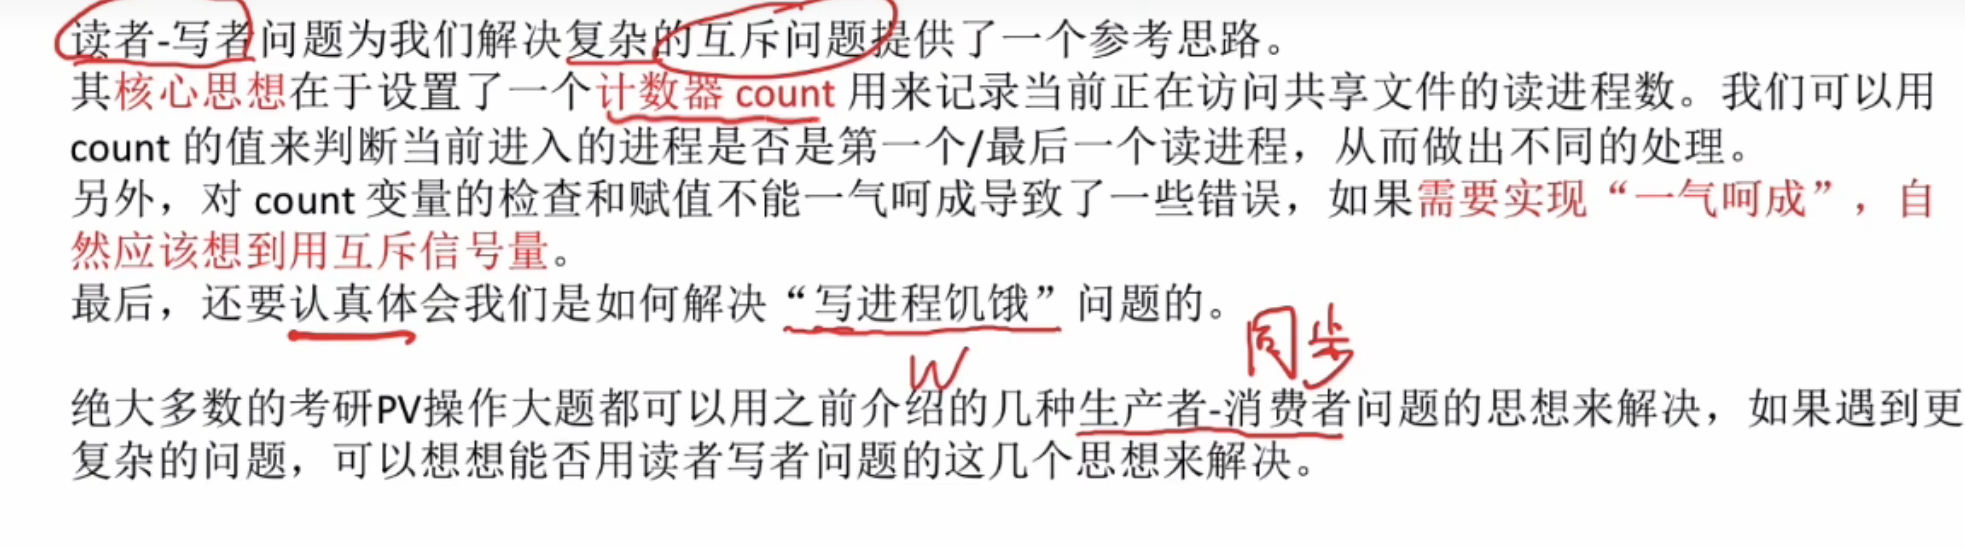 读者-写者问题为我们解决复杂的互斥问题提供了一个参考思路。
其核心思想在于设置了一个计数器 count 用来记录当前正在访问共享文件的读进程数。我们可以用
count 的值来判断当前进入的进程是否是第一个/最后一个读进程，从而做出不同的处理。
另外，对 count 变量的检查和赋值不能一气呵成导致了一些错误，如果需要实现“一气呵成”，自
然应该想到用互斥信号量。
最后，还要认真体会我们是如何解决“写进程饥饿”问题的。
同步
W
绝大多数的考研PV操作大题都可以用之前介绍的几种生产者-消费者问题的思想来解决，如果遇到更
复杂的问题，可以想想能否用读者写者问题的这几个思想来解决。